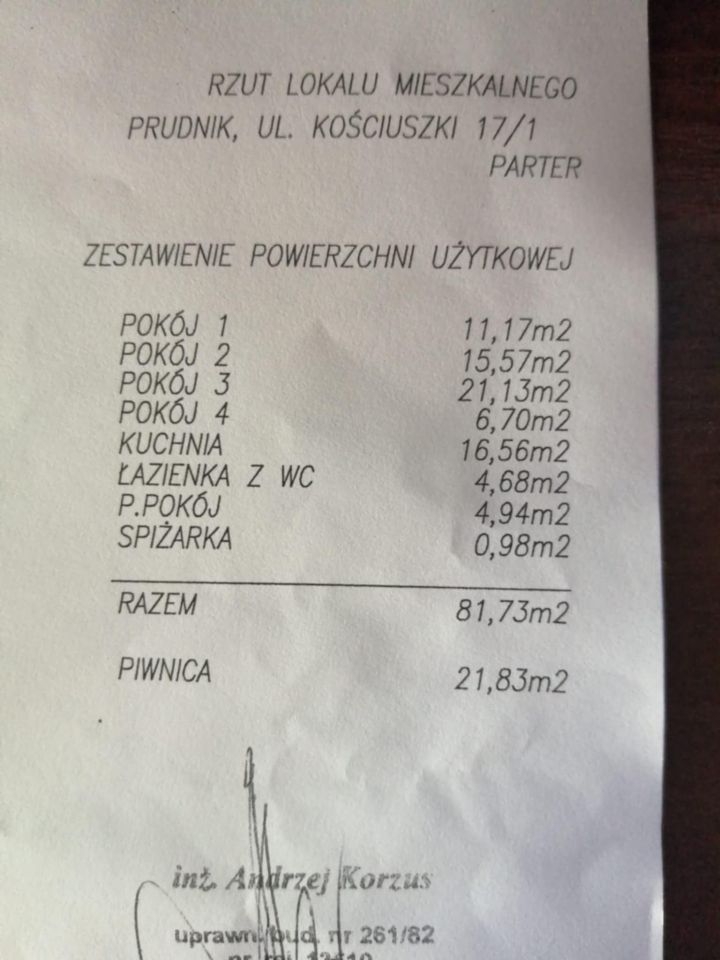 RZUT LOKALU MIESZKALNEGO
PRUDNIK, UL. KOŚCIUSZKI 17/1
PARTER
ZESTAWIENIE POWIERZCHNI UŻYTKOWEJ
POKÓJ 1 11,17m2
POKÓJ 2 15,57m2
POKÓJ 3 21,13m2
POKÓJ 4 6,70m2
KUCHNIA 16,56m2
ŁAZIENKA Z WC 4,68m2
P.POKÓJ 4,94m2
SPIŻARKA 0,98m2
RAZEM 81,73m2
PIWNICA 21,83m2
inż. Andrzej Korzus
uprawn. bud. nr 261/82